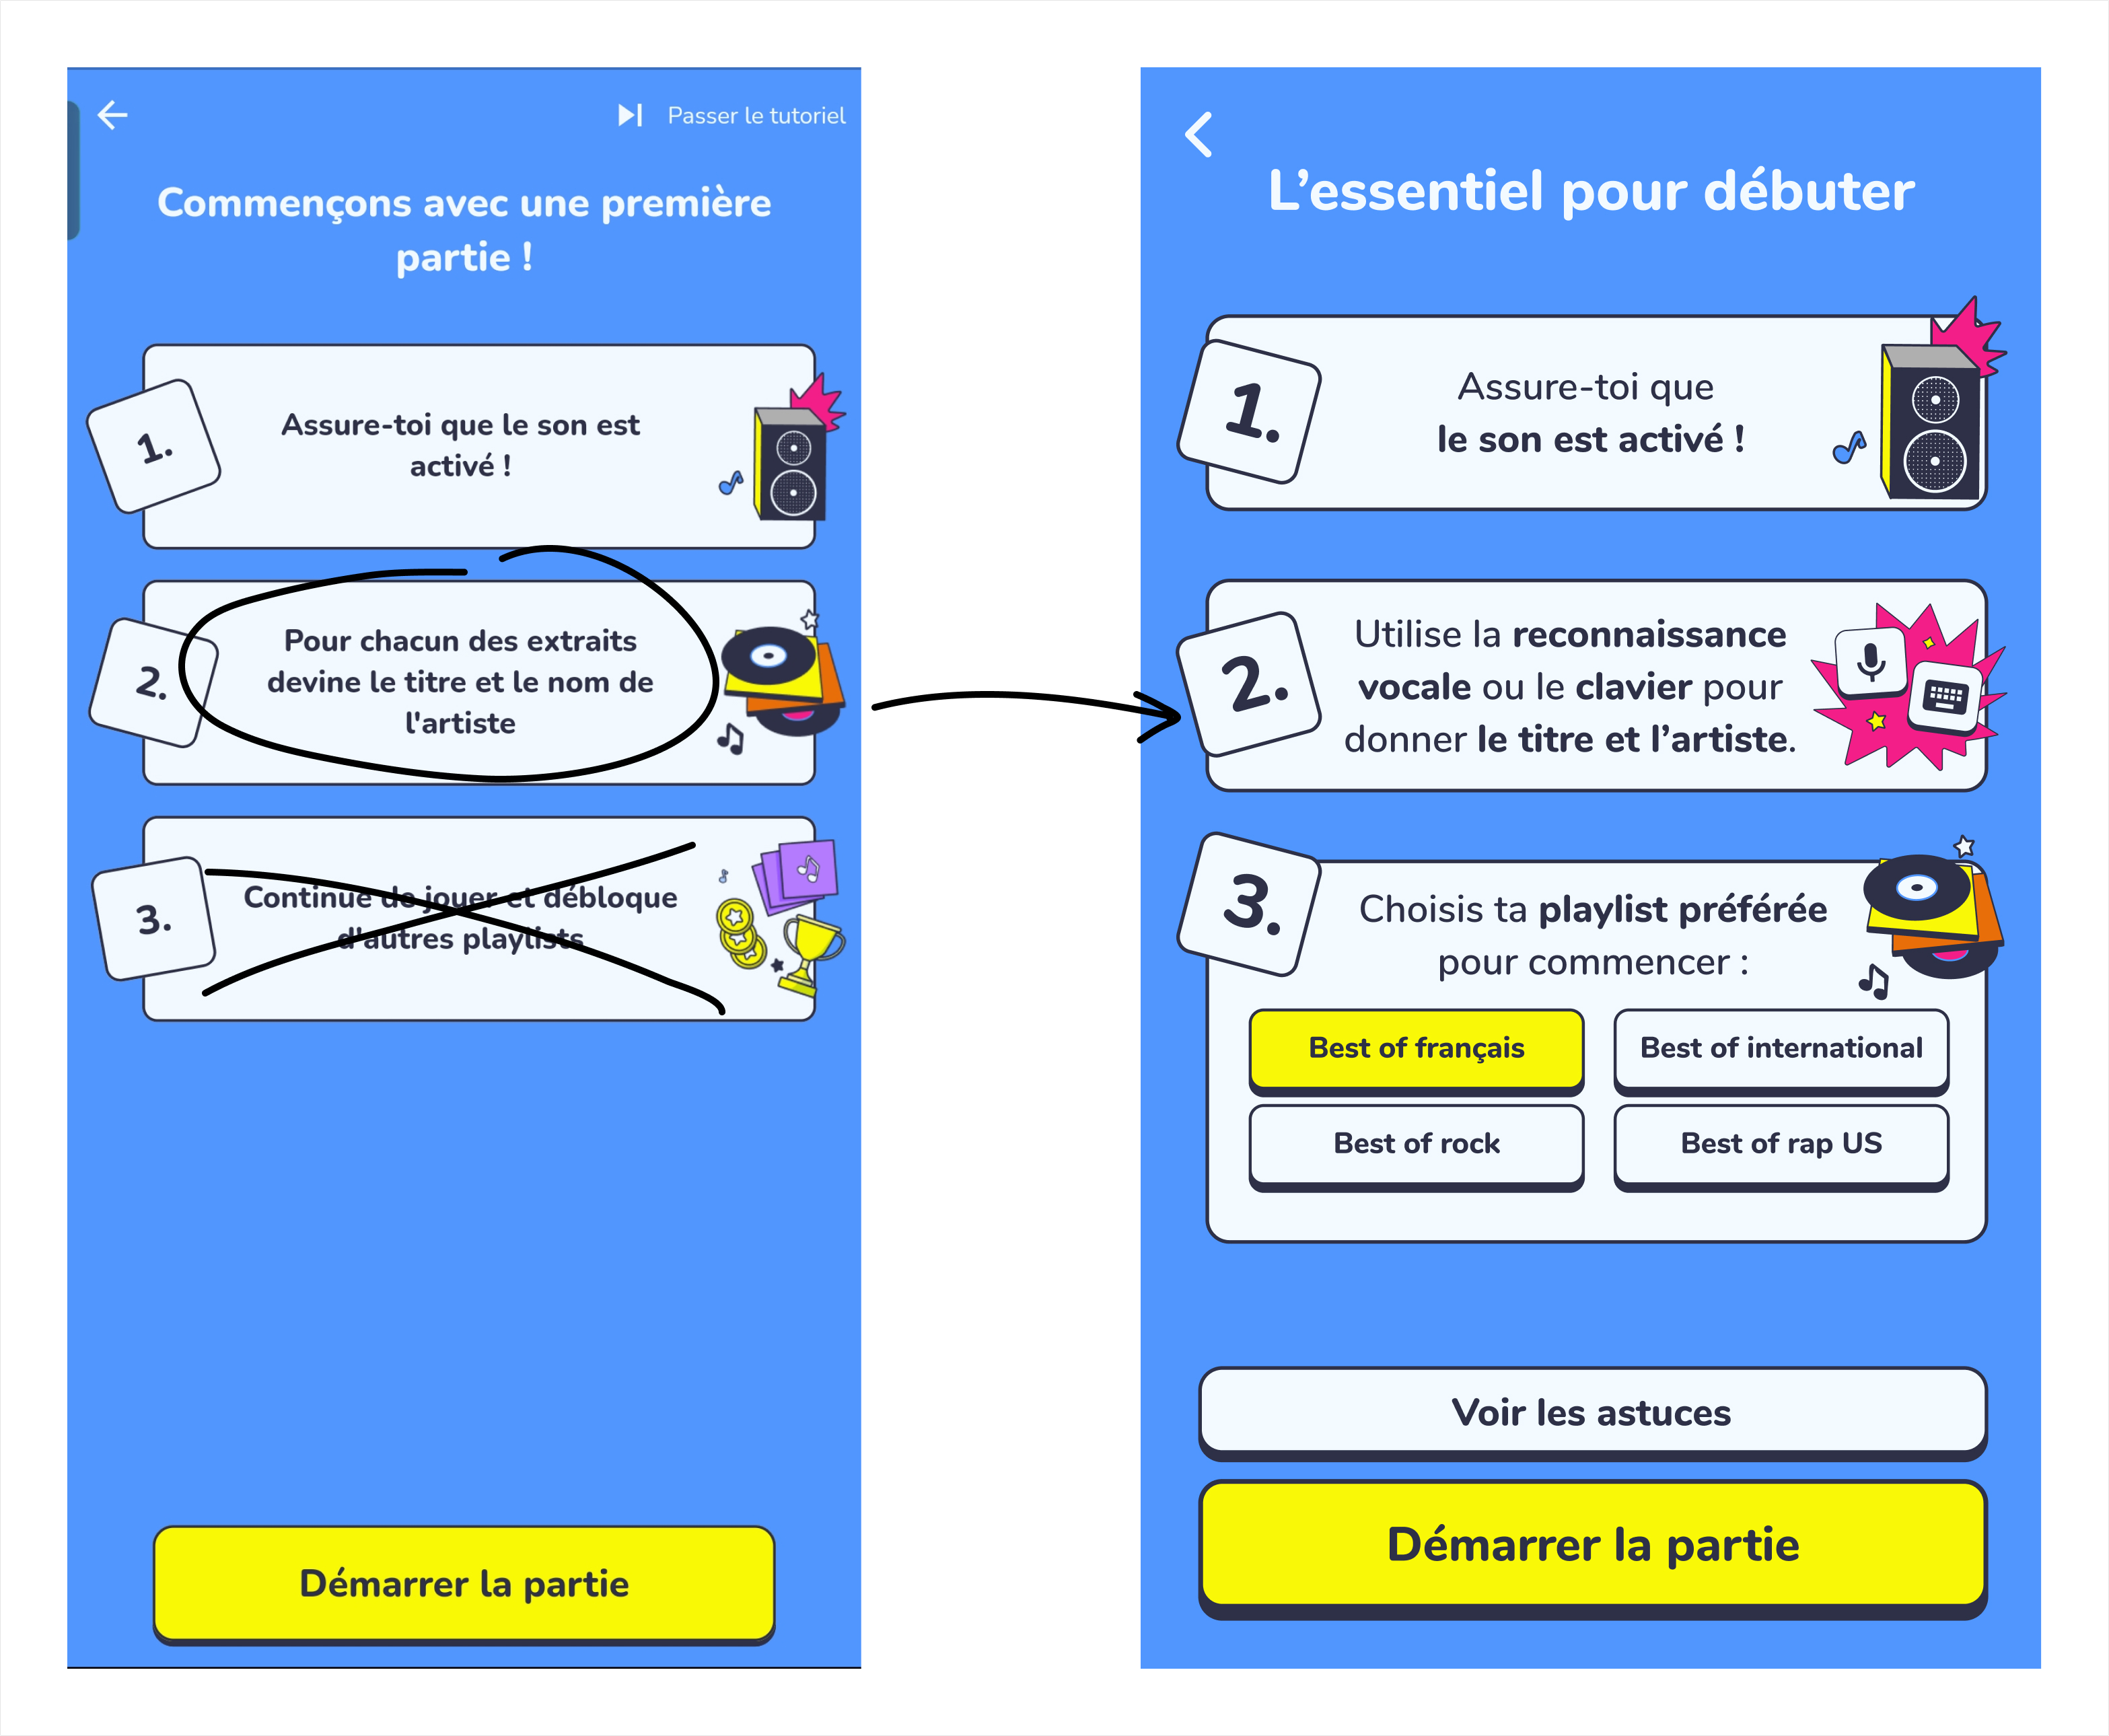 Passer le tutoriel
Commençons avec une première
partie !
1.
Assure-toi que le son est
activé !
2.
Pour chacun des extraits
devine le titre et le nom de
l'artiste
3.
Continue de jouer et débloque
d'autres playlists
Démarrer la partie
L’essentiel pour débuter
1.
Assure-toi que
le son est activé !
2.
Utilise la reconnaissance
vocale ou le clavier pour
donner le titre et l’artiste.
3.
Choisis ta playlist préférée
pour commencer :
Best of français
Best of international
Best of rock
Best of rap US
Voir les astuces
Démarrer la partie